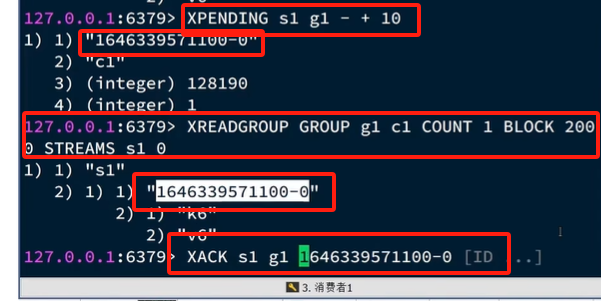 127.0.0.1:6379> XPENDING s1 g1 - + 10
1) 1) "1646339571100-0"
2) "c1"
3) (integer) 128190
4) (integer) 1
127.0.0.1:6379> XREADGROUP GROUP g1 c1 COUNT 1 BLOCK 200
0 STREAMS s1 0
1) 1) "s1"
2) 1) 1) "1646339571100-0"
2) 1) "k6"
2) "v6"
127.0.0.1:6379> XACK s1 g1 1646339571100-0 [ID ...]
3. 消费者1